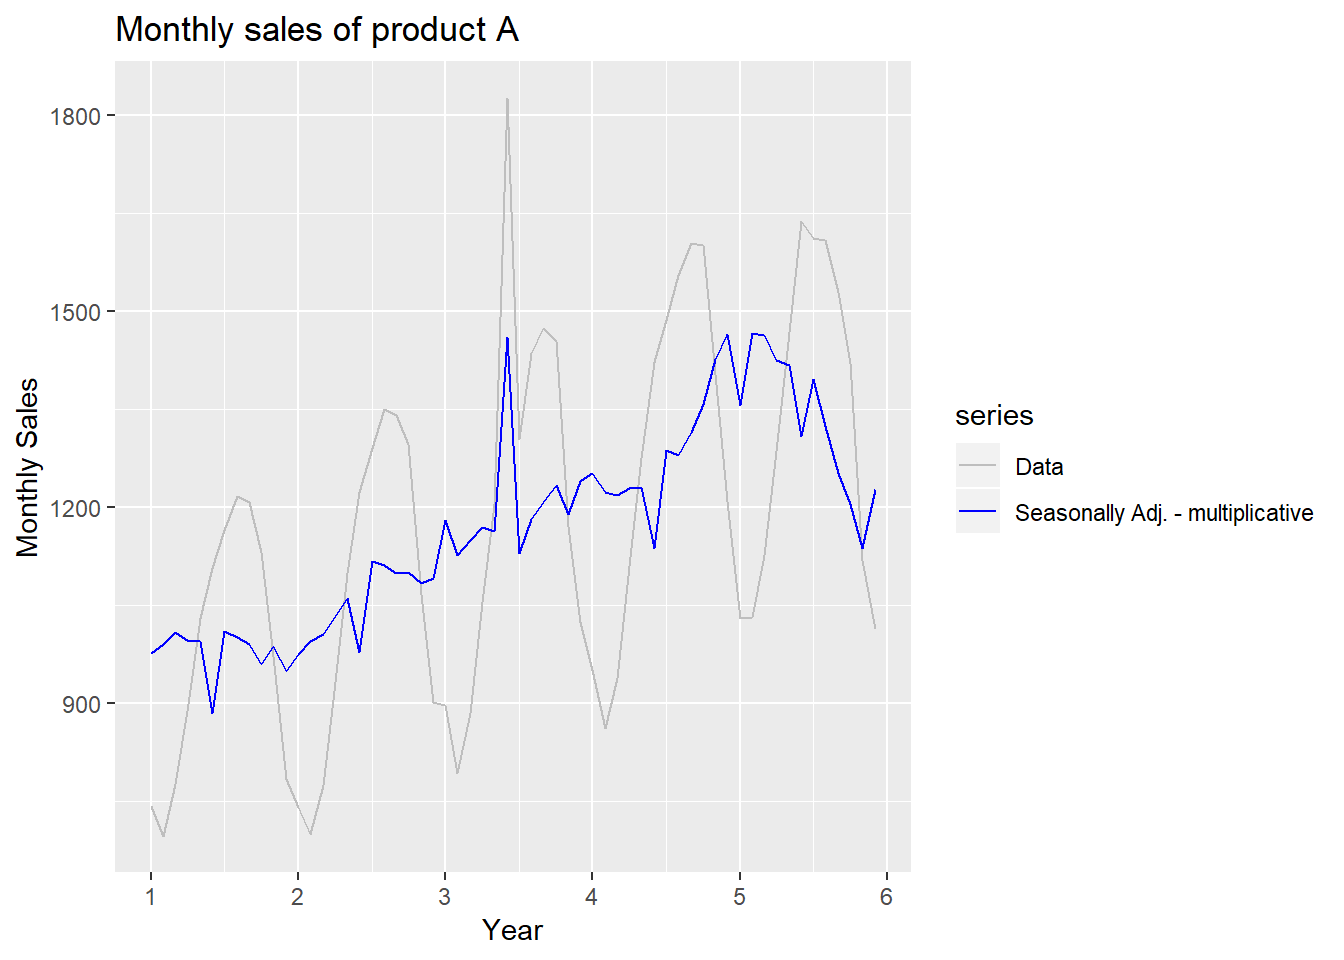 Monthly sales of product A
1800
1500
1200
900
Monthly Sales
1 2 3 4 5 6
Year
series
Data
Seasonally Adj. - multiplicative